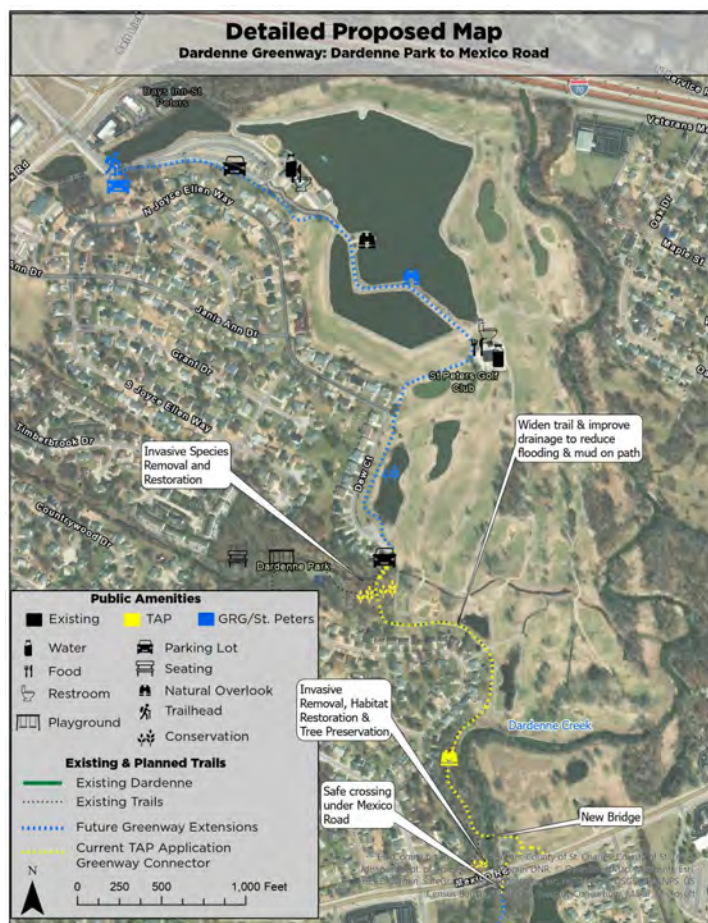 Detailed Proposed Map
Dardenne Greenway: Dardenne Park to Mexico Road
70
Veterans
Days Inn-St
Peters
Rd
N Joyce Ellen Way
Oak Dr
Maple St
Ann Dr
Janis Ann Dr
Grant Dr
S Joyce Ellen Way
St Peters Golf
Club
Timberbrook Dr
Dew Ct
Countrywood Dr
Invasive Species
Removal and
Restoration
Widen trail & improve
drainage to reduce
flooding & mud on path
Dardenne Park
Public Amenities
Existing
TAP
GRG/St. Peters
Water
Parking Lot
Food
Seating
Restroom
Natural Overlook
Trailhead
Playground
Conservation
Existing & Planned Trails
Existing Dardenne
Existing Trails
Future Greenway Extensions
Current TAP Application
Greenway Connector
N
0 250 500 1,000 Feet
Invasive
Removal, Habitat
Restoration &
Tree Preservation
Dardenne Creek
Safe crossing
under Mexico
Road
New Bridge